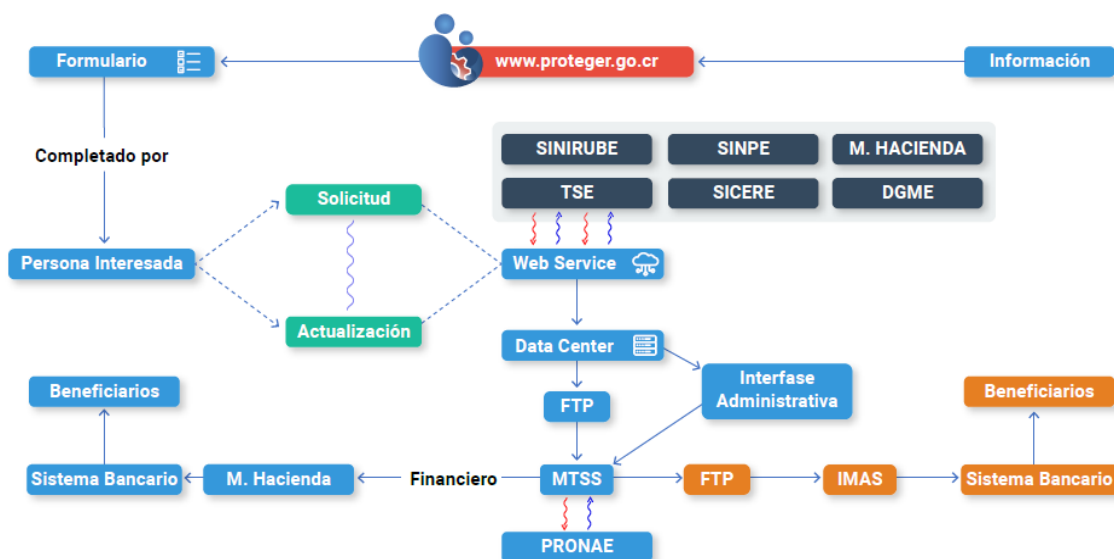 Formulario
www.proteger.go.cr
Información
Completado por
SINIRUBE
SINPE
M. HACIENDA
TSE
SICERE
DGME
Solicitud
Persona Interesada
Web Service
Actualización
Data Center
Interfase
Administrativa
Beneficiarios
FTP
Beneficiarios
Sistema Bancario
M. Hacienda
Financiero
MTSS
FTP
IMAS
Sistema Bancario
PRONAE